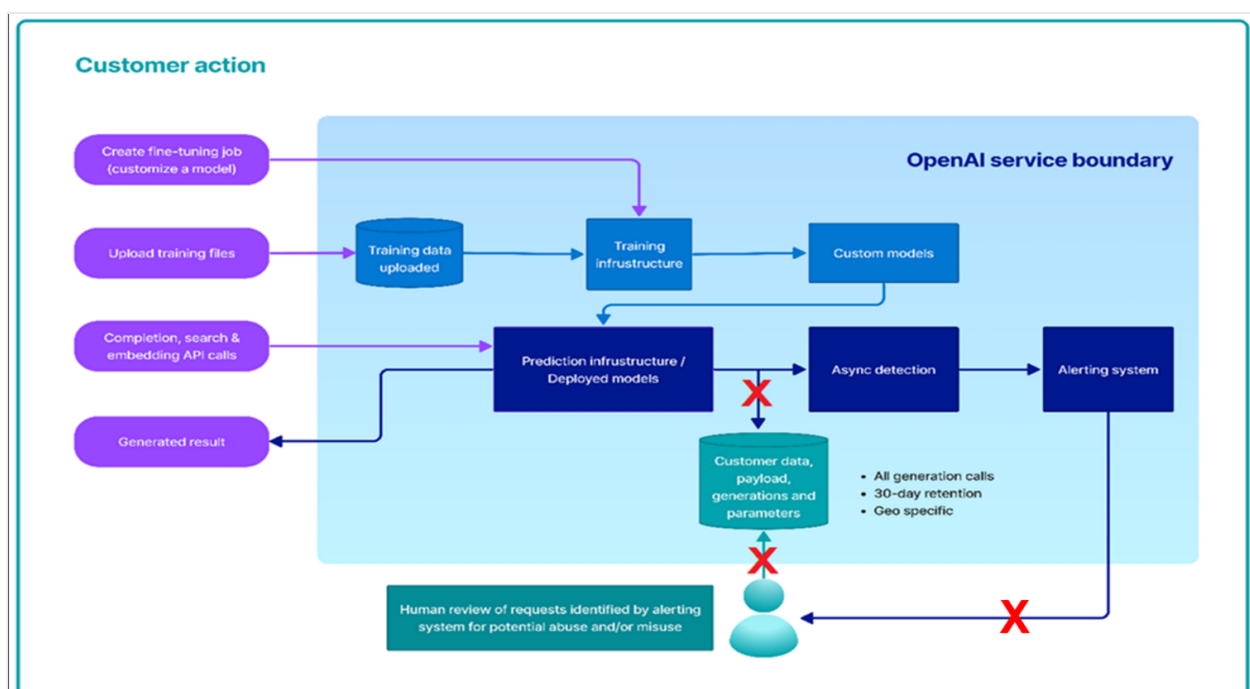 Customer action
Create fine-tuning job
(customize a model)
OpenAI service boundary
Upload training files
Training data
uploaded
Training
infrustructure
Custom models
Completion, search &
embedding API calls
Prediction infrastructure /
Deployed models
Async detection
Alerting system
X
Generated result
Customer data,
payload,
generations and
parameters
• All generation calls
• 30-day retention
• Geo specific
X
Human review of requests identified by alerting
system for potential abuse and/or misuse
X